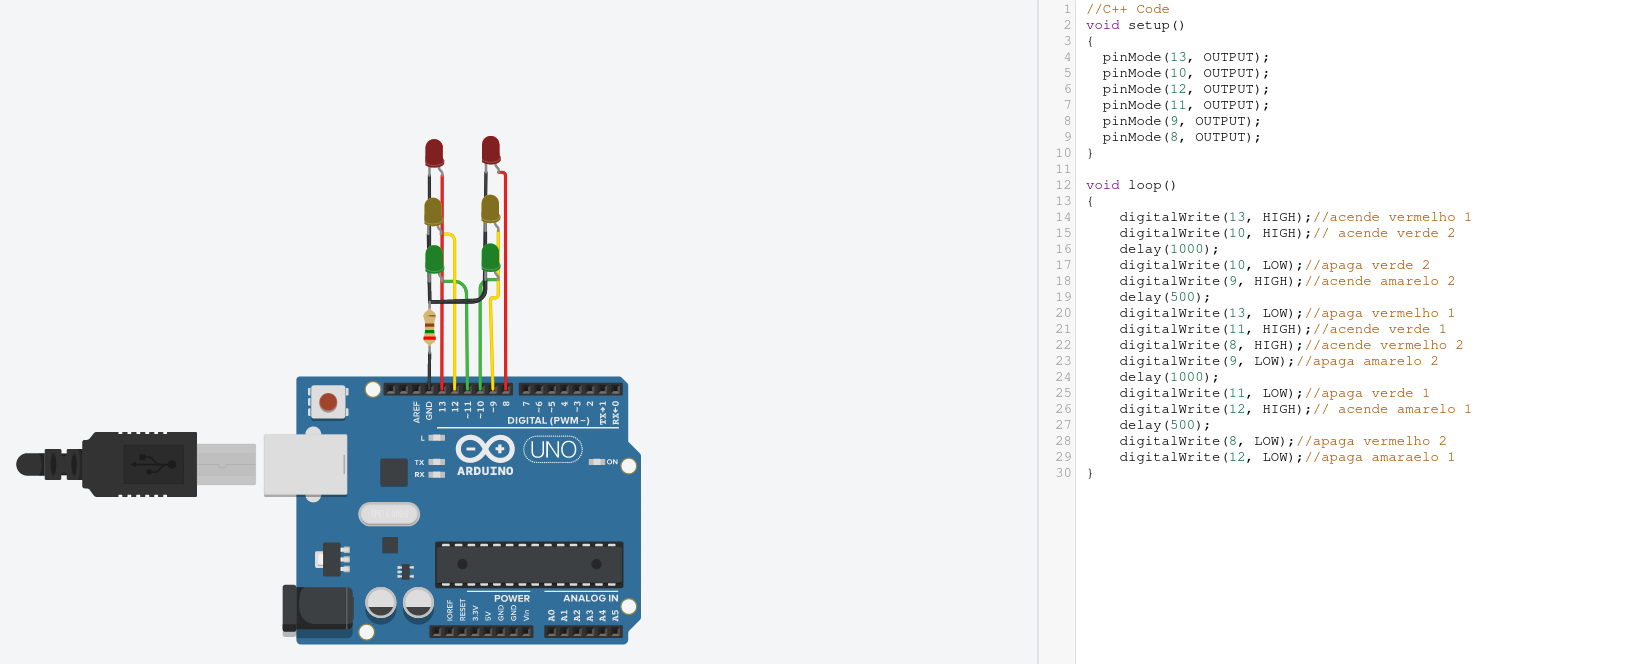 AREF
GND
13
12
~11
~10
~9
8
7
~6
~5
4
~3
2
TX→1
RX←0
DIGITAL (PWM~)
L
TX
RX
ARDUINO
UNO
ON
POWER
ANALOG IN
IOREF
RESET
3.3V
5V
GND
GND
Vin
A0
A1
A2
A3
A4
A5
1 //C++ Code
2 void setup()
3 {
4 pinMode(13, OUTPUT);
5 pinMode(10, OUTPUT);
6 pinMode(12, OUTPUT);
7 pinMode(11, OUTPUT);
8 pinMode(9, OUTPUT);
9 pinMode(8, OUTPUT);
10 }
11
12 void loop()
13 {
14 digitalWrite(13, HIGH);//acende vermelho 1
15 digitalWrite(10, HIGH);// acende verde 2
16 delay(1000);
17 digitalWrite(10, LOW);//apaga verde 2
18 digitalWrite(9, HIGH);//acende amarelo 2
19 delay(500);
20 digitalWrite(13, LOW);//apaga vermelho 1
21 digitalWrite(11, HIGH);//acende verde 1
22 digitalWrite(8, HIGH);//acende vermelho 2
23 digitalWrite(9, LOW);//apaga amarelo 2
24 delay(1000);
25 digitalWrite(11, LOW);//apaga verde 1
26 digitalWrite(12, HIGH);// acende amarelo 1
27 delay(500);
28 digitalWrite(8, LOW);//apaga vermelho 2
29 digitalWrite(12, LOW);//apaga amaraelo 1
30 }